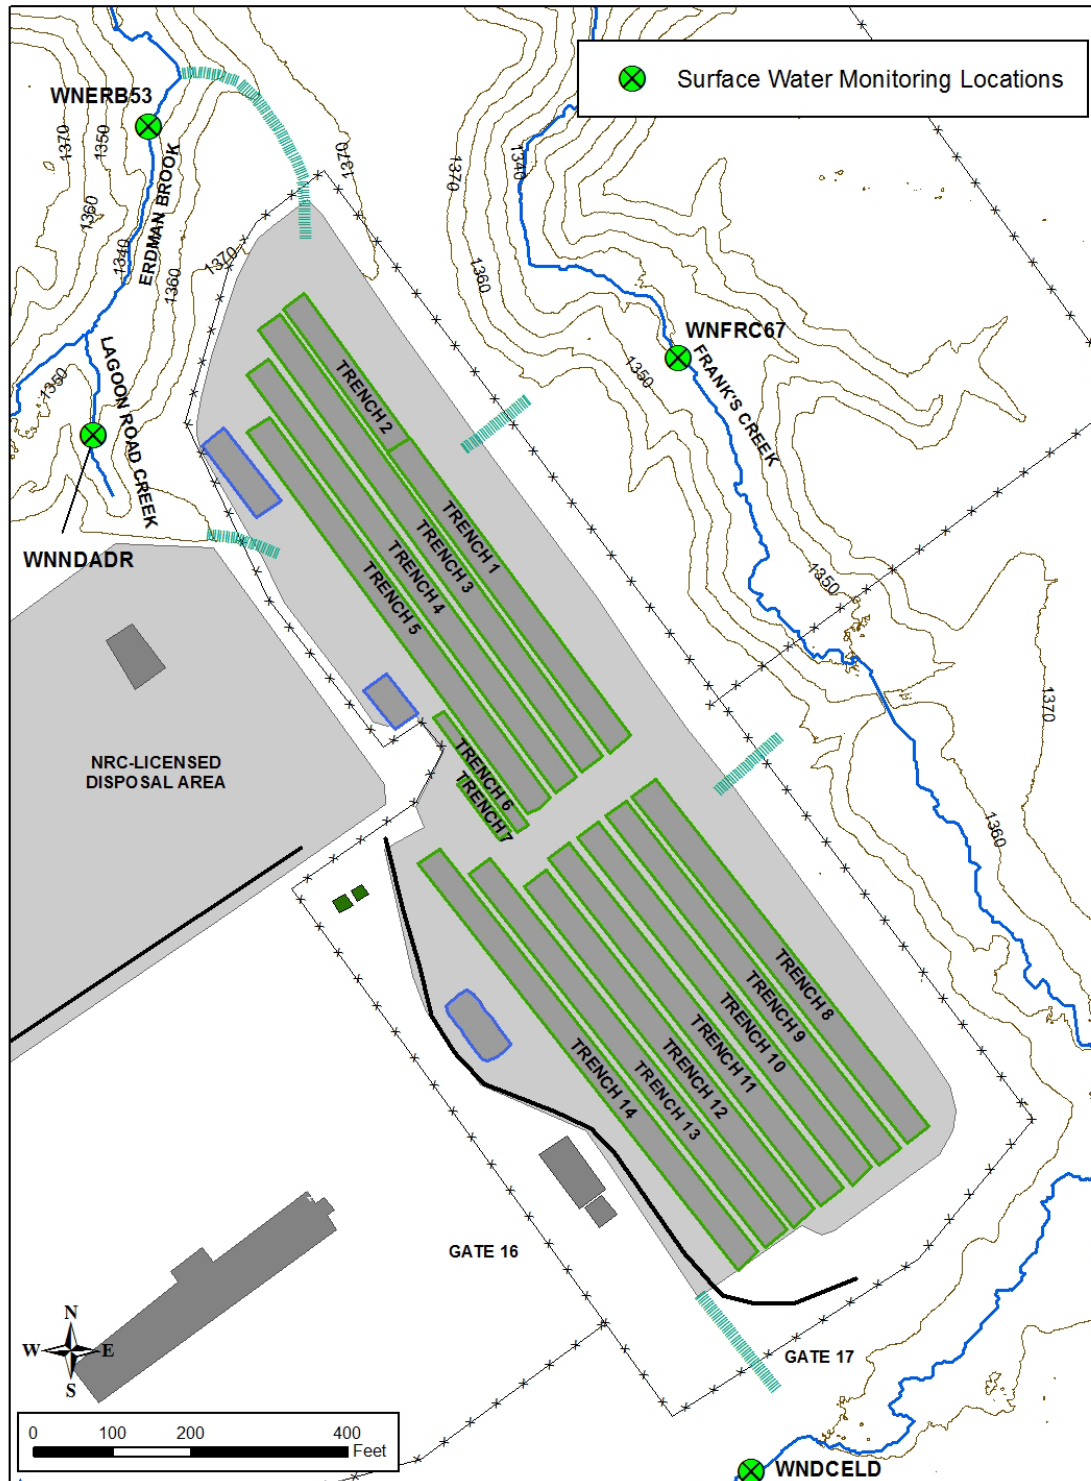 Surface Water Monitoring Locations
WNERB53
1370
1350
1360
1340
ERDMAN BROOK
1360
1370
1370
1370
1340
1360
WNFRC67
1350
FRANK'S CREEK
LAGOON ROAD CREEK
1350
WNNDADR
TRENCH 2
TRENCH 1
TRENCH 3
TRENCH 4
TRENCH 5
1350
1370
1360
NRC-LICENSED
DISPOSAL AREA
TRENCH 6
TRENCH 7
TRENCH 8
TRENCH 9
TRENCH 10
TRENCH 11
TRENCH 12
TRENCH 13
TRENCH 14
GATE 16
GATE 17
N
W
E
S
0
100
200
400
Feet
WNDCELD